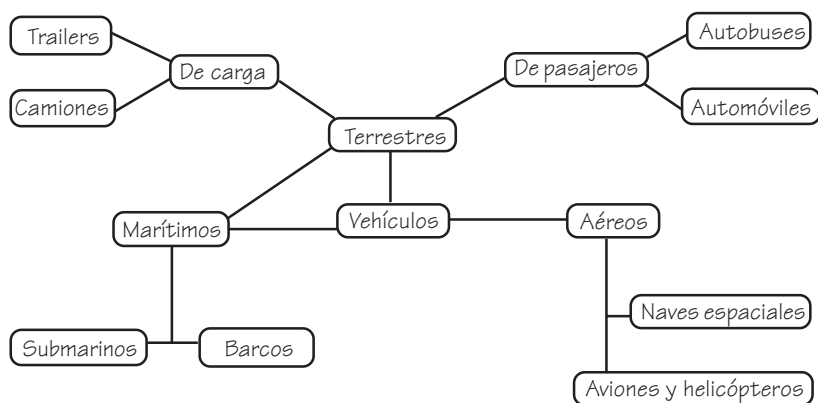 Trailers
De carga
Camiones
De pasajeros
Autobuses
Automóviles
Terrestres
Marítimos
Vehículos
Aéreos
Submarinos
Barcos
Naves espaciales
Aviones y helicópteros